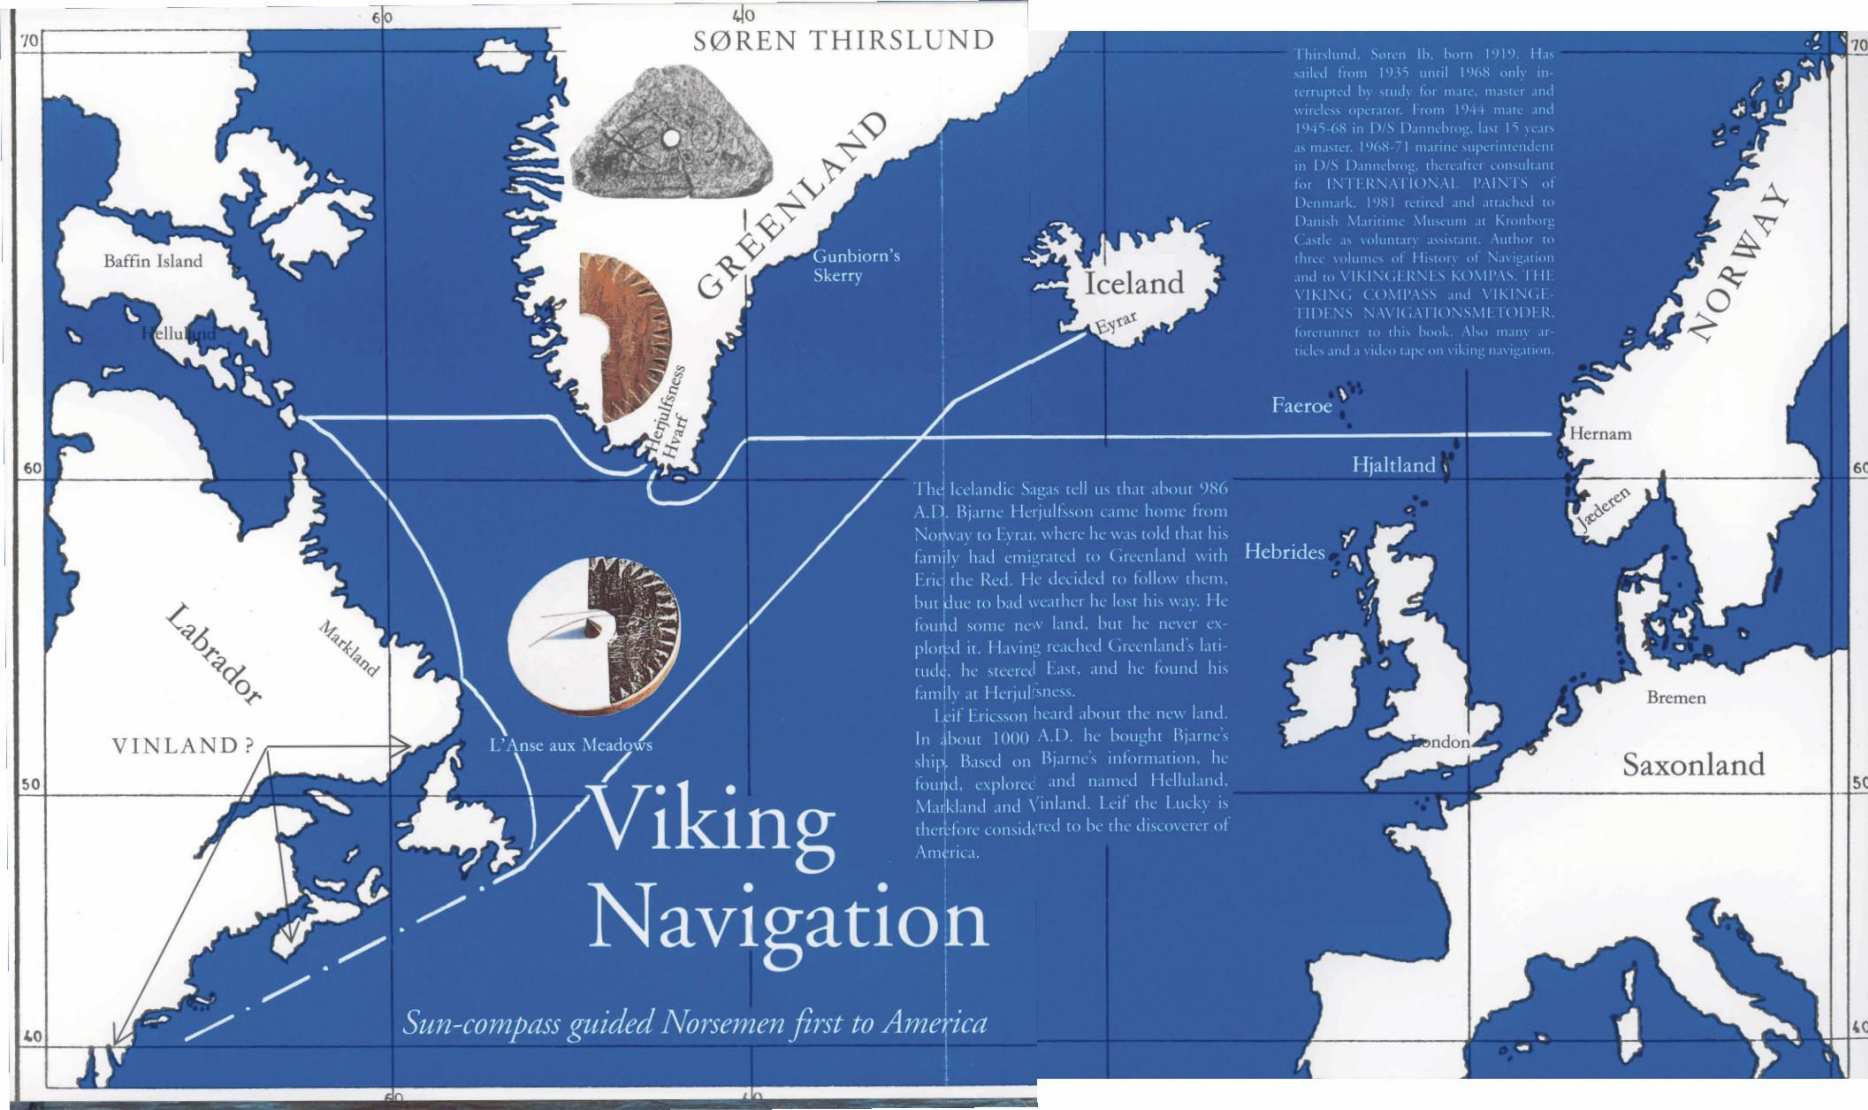 60
40
70
70
SØREN THIRSLUND
GREENLAND
Gunbiorn's
Skerry
Baffin Island
Helluland
Herjulfsness
Hvarf
Iceland
Eyrar
Thirslund, Søren Ib, born 1919. Has
sailed from 1935 until 1968 only in-
terrupted by study for mate, master and
wireless operator. From 1944 mate and
1945-68 in D/S Dannebrog, last 15 years
as master. 1968-71 marine superintendent
in D/S Dannebrog, thereafter consultant
for INTERNATIONAL PAINTS of
Denmark. 1981 retired and attached to
Danish Maritime Museum at Kronborg
Castle as voluntary assistant. Author to
three volumes of History of Navigation
and to VIKINGERNES KOMPAS. THE
VIKING COMPASS and VIKINGE-
TIDENS NAVIGATIONSMETODER,
forerunner to this book. Also many ar-
ticles and a video tape on viking navigation.
NORWAY
Faeroe
Hernam
Hjaltland
60
60
Jæderen
Hebrides
The Icelandic Sagas tell us that about 986
A.D. Bjarne Herjulfsson came home from
Norway to Eyrar, where he was told that his
family had emigrated to Greenland with
Eric the Red. He decided to follow them,
but due to bad weather he lost his way. He
found some new land, but he never ex-
plored it. Having reached Greenland's lati-
tude, he steered East, and he found his
family at Herjulfsness.
Leif Ericsson heard about the new land.
In about 1000 A.D. he bought Bjarne's
ship. Based on Bjarne's information, he
found, explored and named Helluland,
Markland and Vinland. Leif the Lucky is
therefore considered to be the discoverer of
America.
Labrador
Markland
VINLAND ?
L'Anse aux Meadows
Bremen
London
Saxonland
50
50
Viking
Navigation
Sun-compass guided Norsemen first to America
40
40
60
40